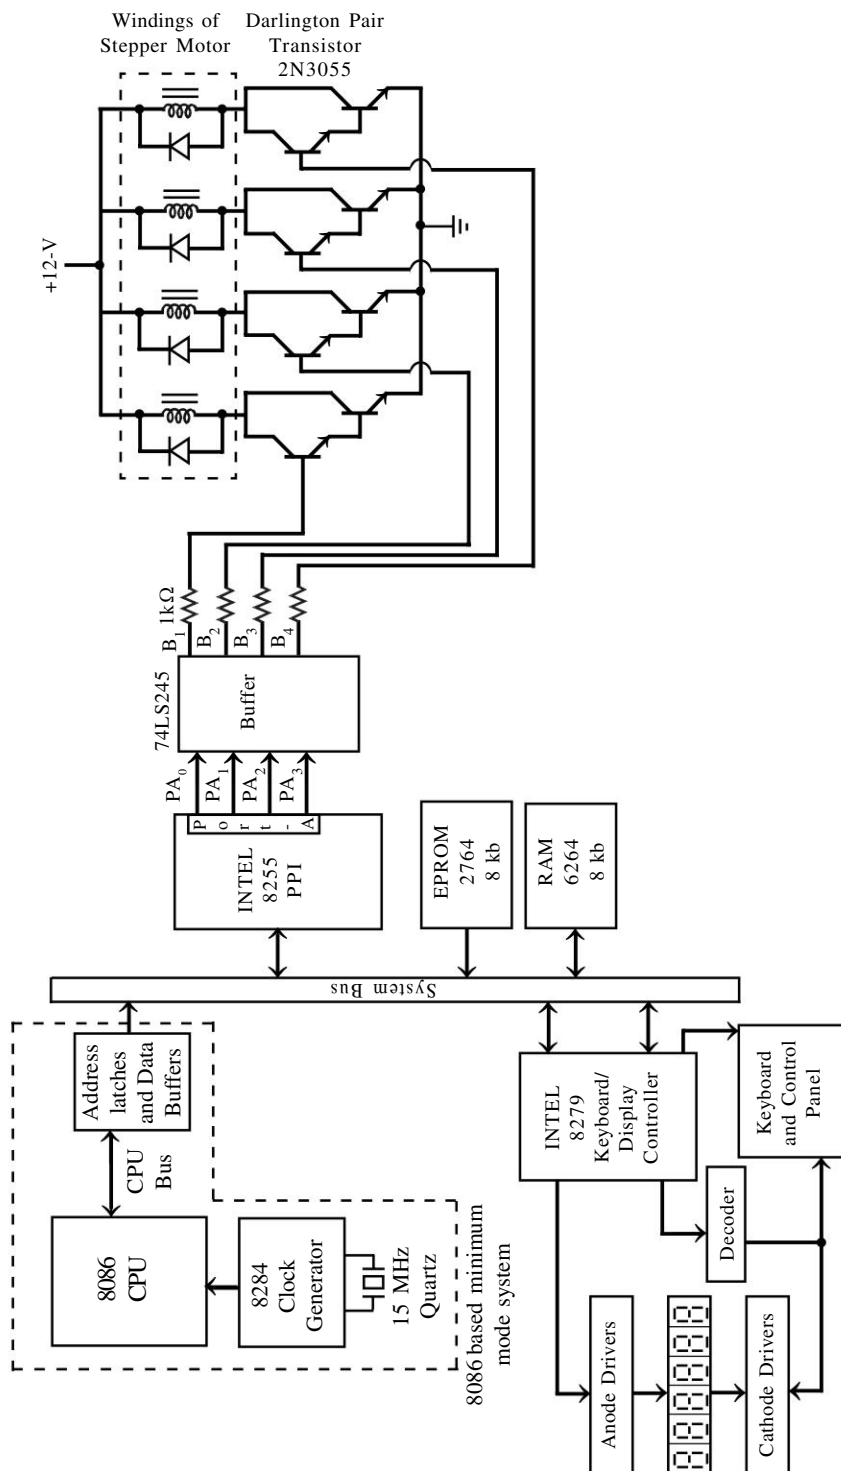 Windings of
Stepper Motor
Darlington Pair
Transistor
2N3055
+12-V
B1
1kΩ
B2
B3
B4
74LS245
Buffer
PA0
PA1
PA2
PA3
Port-A
INTEL
8255
PPI
EPROM
2764
8 kb
RAM
6264
8 kb
System Bus
Address
latches
and Data
Buffers
CPU
Bus
8086
CPU
8284
Clock
Generator
15 MHz
Quartz
8086 based minimum
mode system
INTEL
8279
Keyboard/
Display
Controller
Keyboard
and Control
Panel
Decoder
Anode Drivers
Cathode Drivers